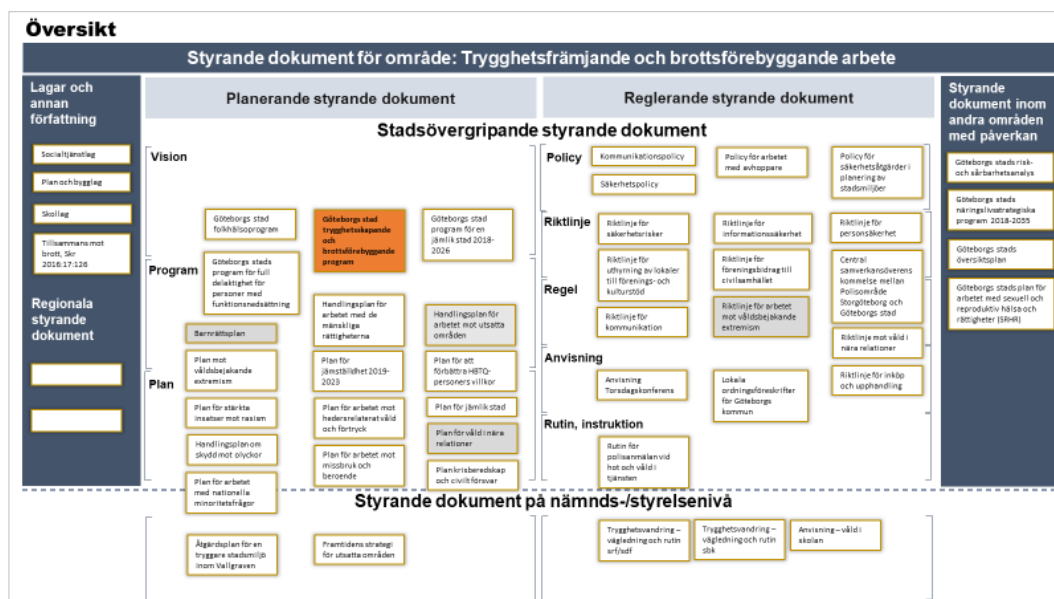 Översikt
Styrande dokument för område: Trygghetsfrämjande och brottsförebyggande arbete
Lagar och
annan
författning
Socialtjänstlag
Plan och bygglag
Skollag
Tillsammans mot
brott, Skr
2016:17:126
Regionala
styrande
dokument
Planerande styrande dokument
Reglerande styrande dokument
Stadsövergripande styrande dokument
Vision
Göteborg stad
folkhälsoprogram
Göteborg stad
trygghetsskapande
och
brottsförebyggande
program
Göteborg stad
program för en
jämlik stad 2018-
2026
Program
Göteborgs stads
program för full
delaktighet för
personer med
funktionsnedsättning
Handlingsplan för
arbetet med de
mänskliga
rättigheterna
Handlingsplan för
arbetet mot utsatta
områden
Barnrättsplan
Plan mot
våldsbejakande
extremism
Plan för
jämställdhet 2019-
2023
Plan för att
förbättra HBTQ-
personers villkor
Plan
Plan för stärkta
insatser mot rasism
Plan för arbetet mot
hedersrelaterat våld
och förtryck
Plan för jämlik stad
Plan för våld i nära
relationer
Handlingsplan om
skydd mot olyckor
Plan för arbetet mot
missbruk och
beroende
Plan krisberedskap
och civilt försvar
Plan för arbetet
med nationella
minoritetsfrågor
Policy
Kommunikationspolicy
Säkerhetspolicy
Policy för arbetet
med avhoppare
Policy för
säkerhetsåtgärder i
planering av
stadsmiljöer
Riktlinje
Riktlinje för
säkerhetsrisker
Riktlinje för
informationssäkerhet
Riktlinje för
personsäkerhet
Regel
Riktlinje för
uthyrning av lokaler
till förenings- och
kulturstöd
Riktlinje för
föreningsbidrag till
civilsamhället
Central
samverkansöverens
kommelse mellan
Polisområde
Storgöteborg och
Göteborg stad
Riktlinje för
kommunikation
Riktlinje för arbetet
mot våldsbejakande
extremism
Riktlinje mot våld i
nära relationer
Anvisning
Anvisning
Torsdagskonferens
Lokala
ordningsföreskrifter
för Göteborgs
kommun
Riktlinje för inköp
och upphandling
Rutin, instruktion
Rutin för
polisanmälan vid
hot och våld i
tjänsten
Styrande
dokument inom
andra områden
med påverkan
Göteborgs stads risk-
och sårbarhetsanalys
Göteborgs stads
näringslivsstrategiska
program 2018-2035
Göteborgs stads
översiktsplan
Göteborgs stads plan för
arbetet med sexuell och
reproduktiv hälsa och
rättigheter (SRHR)
Styrande dokument på nämnds-/styrelsenivå
Åtgärdsplan för en
tryggare stadsmiljö
inom Vallgraven
Framtidens strategi
för utsatta områden
Trygghetsvandring –
vägledning och rutin
srf/sdf
Trygghetsvandring –
vägledning och rutin
sbk
Anvisning – våld i
skolan